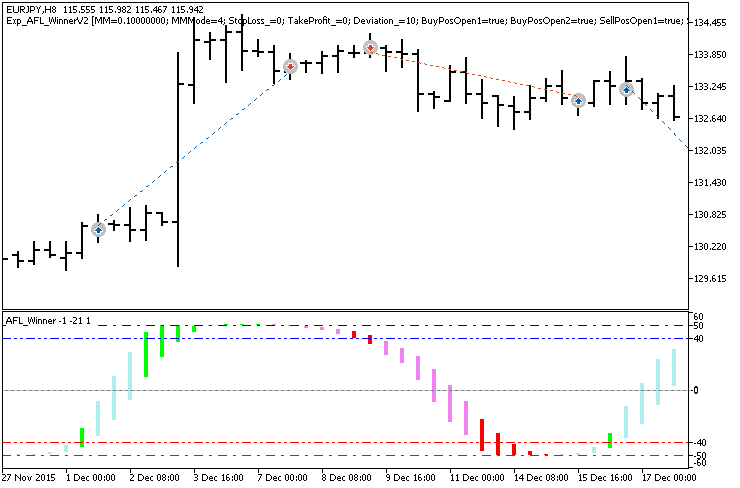 EURJPY,H8 115.555 115.982 115.467 115.942
Exp_AFL_WinnerV2 [MM=0.10000000; MMMode=4; StopLoss_=0; TakeProfit_=0; Deviation_=10; BuyPosOpen1=true; BuyPosOpen2=true; SellPosOpen1=true;
134.455
133.850
133.245
132.640
132.035
131.430
130.825
130.220
129.615
AFL_Winner -1 -21 1
60
50
40
0
-40
-50
-60
27 Nov 2015
1 Dec 00:00
2 Dec 08:00
3 Dec 16:00
7 Dec 00:00
8 Dec 08:00
9 Dec 16:00
11 Dec 00:00
14 Dec 08:00
15 Dec 16:00
17 Dec 00:00